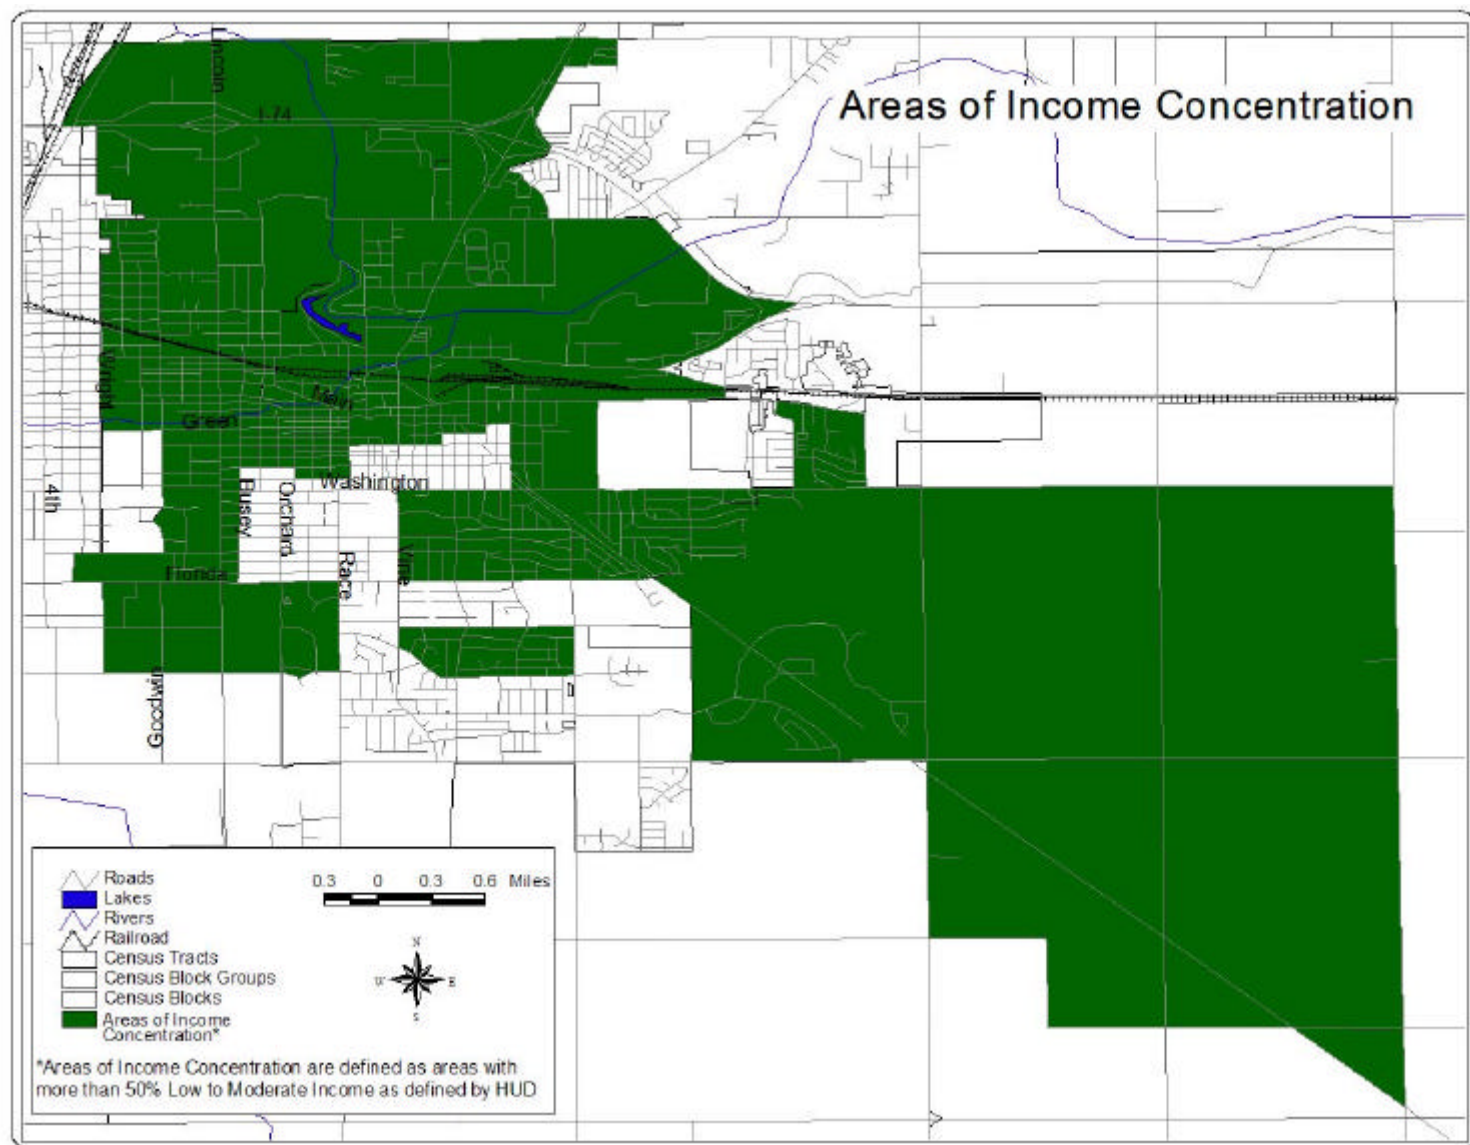 Lincoln
I-74
Areas of Income Concentration
Wright
Main
Green
Washington
4th
Busey
Orchard
Race
Vine
Florida
Goodwin
Roads
Lakes
Rivers
Railroad
Census Tracts
Census Block Groups
Census Blocks
Areas of Income
Concentration*
0.3 0 0.3 0.6 Miles
N
W E
S
*Areas of Income Concentration are defined as areas with
more than 50% Low to Moderate Income as defined by HUD